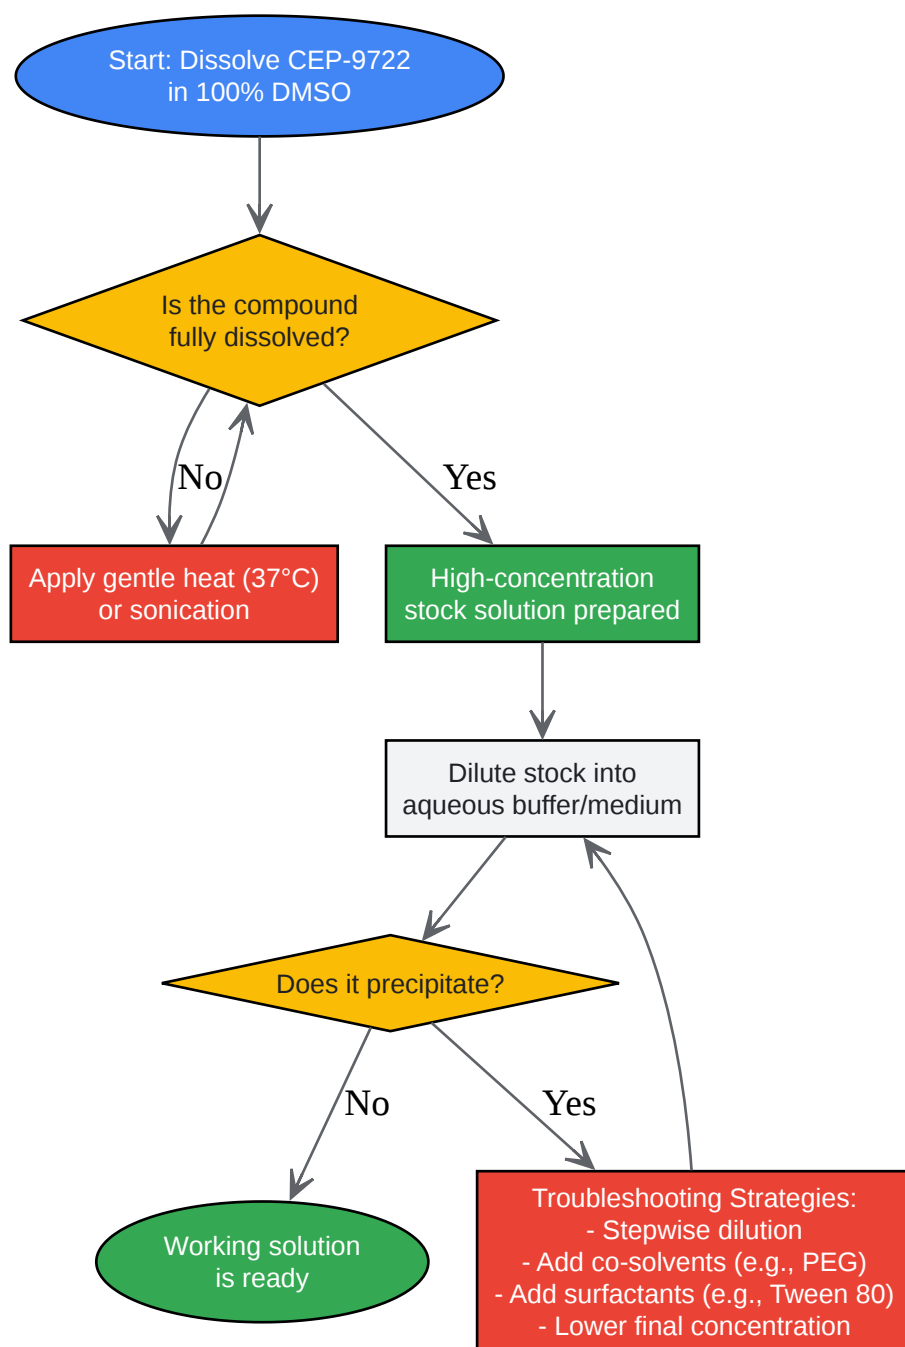 Start: Dissolve CEP-9722
in 100% DMSO
Is the compound
fully dissolved?
No
Yes
Apply gentle heat (37°C)
or sonication
High-concentration
stock solution prepared
Dilute stock into
aqueous buffer/medium
Does it precipitate?
No
Yes
Working solution
is ready
Troubleshooting Strategies:
- Stepwise dilution
- Add co-solvents (e.g., PEG)
- Add surfactants (e.g., Tween 80)
- Lower final concentration